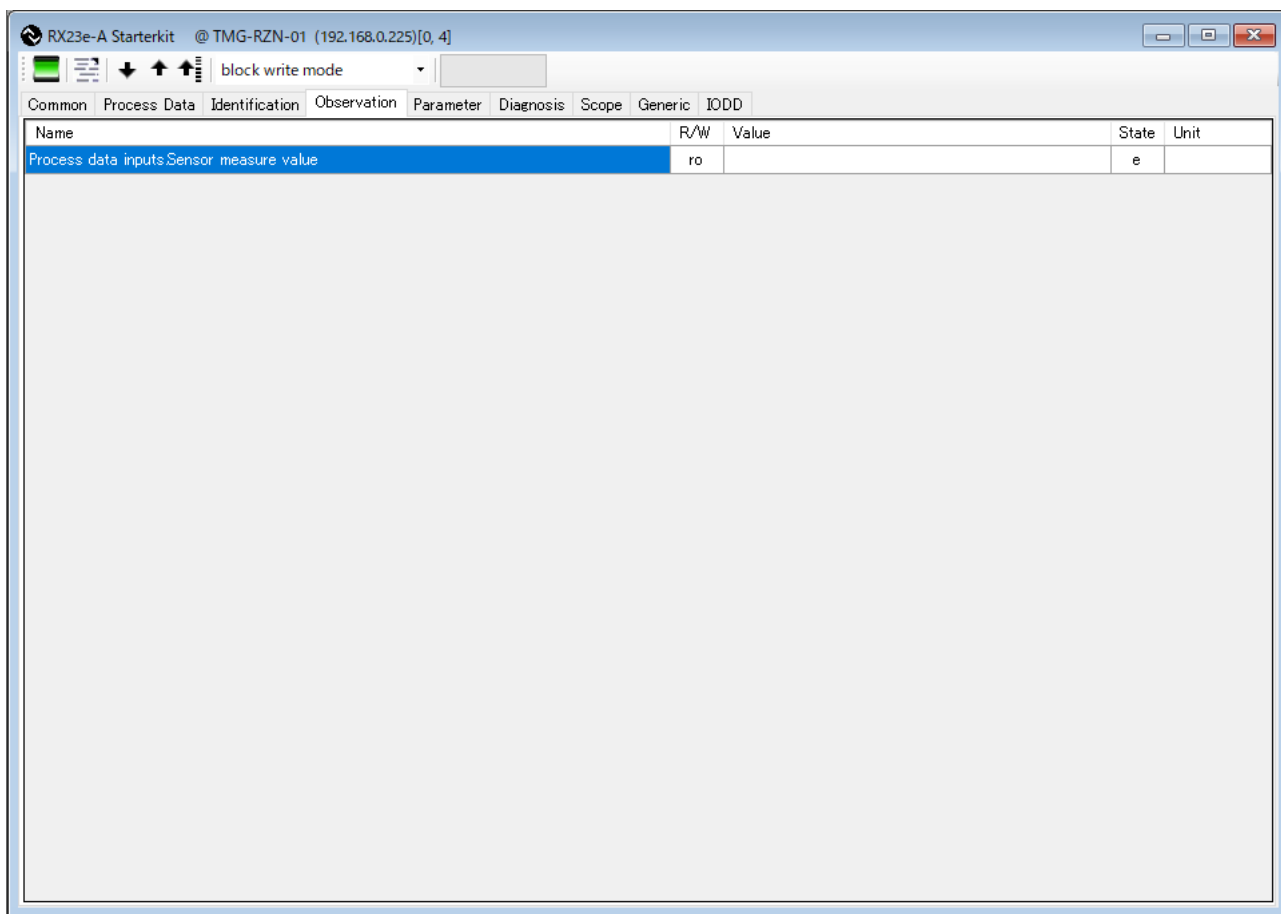 RX23e-A Starterkit @ TMG-RZN-01 (192.168.0.225)[0, 4]
block write mode
Common Process Data Identification Observation Parameter Diagnosis Scope Generic IODD
Name R/W Value State Unit
Process data inputs.Sensor measure value ro e